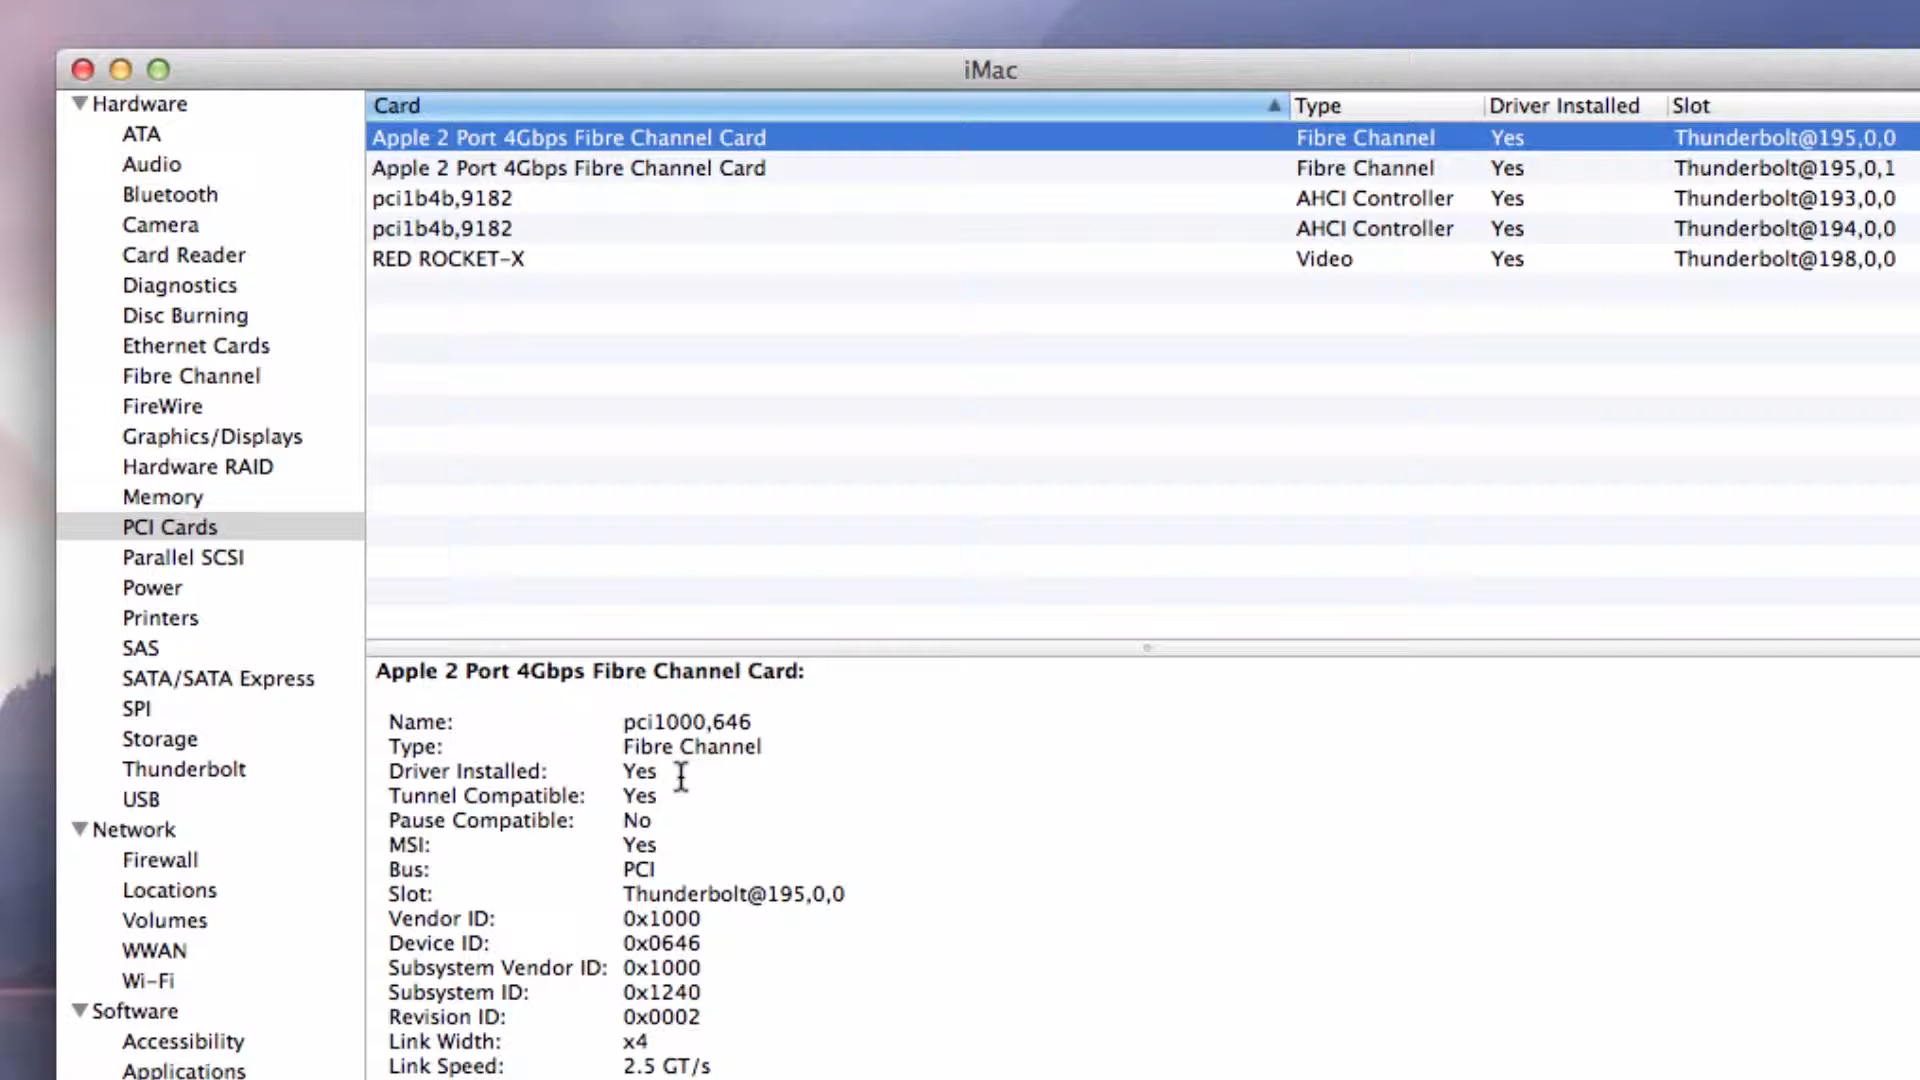 iMac
Hardware
ATA
Audio
Bluetooth
Camera
Card Reader
Diagnostics
Disc Burning
Ethernet Cards
Fibre Channel
FireWire
Graphics/Displays
Hardware RAID
Memory
PCI Cards
Parallel SCSI
Power
Printers
SAS
SATA/SATA Express
SPI
Storage
Thunderbolt
USB
Network
Firewall
Locations
Volumes
WWAN
Wi-Fi
Software
Accessibility
Applications
Card Type Driver Installed Slot
Apple 2 Port 4Gbps Fibre Channel Card Fibre Channel Yes Thunderbolt@195,0,0
Apple 2 Port 4Gbps Fibre Channel Card Fibre Channel Yes Thunderbolt@195,0,1
pci1b4b,9182 AHCI Controller Yes Thunderbolt@193,0,0
pci1b4b,9182 AHCI Controller Yes Thunderbolt@194,0,0
RED ROCKET-X Video Yes Thunderbolt@198,0,0
Apple 2 Port 4Gbps Fibre Channel Card:
Name: pci1000,646
Type: Fibre Channel
Driver Installed: Yes
Tunnel Compatible: Yes
Pause Compatible: No
MSI: Yes
Bus: PCI
Slot: Thunderbolt@195,0,0
Vendor ID: 0x1000
Device ID: 0x0646
Subsystem Vendor ID: 0x1000
Subsystem ID: 0x1240
Revision ID: 0x0002
Link Width: x4
Link Speed: 2.5 GT/s